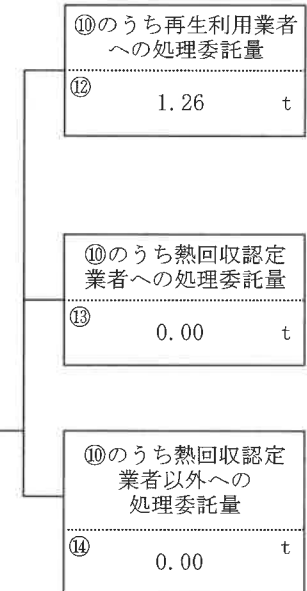 ⑩のうち再生利用業者
への処理委託量
⑫
1.26 t
⑩のうち熱回収認定
業者への処理委託量
⑬
0.00 t
⑩のうち熱回収認定
業者以外への
処理委託量
⑭ t
0.00